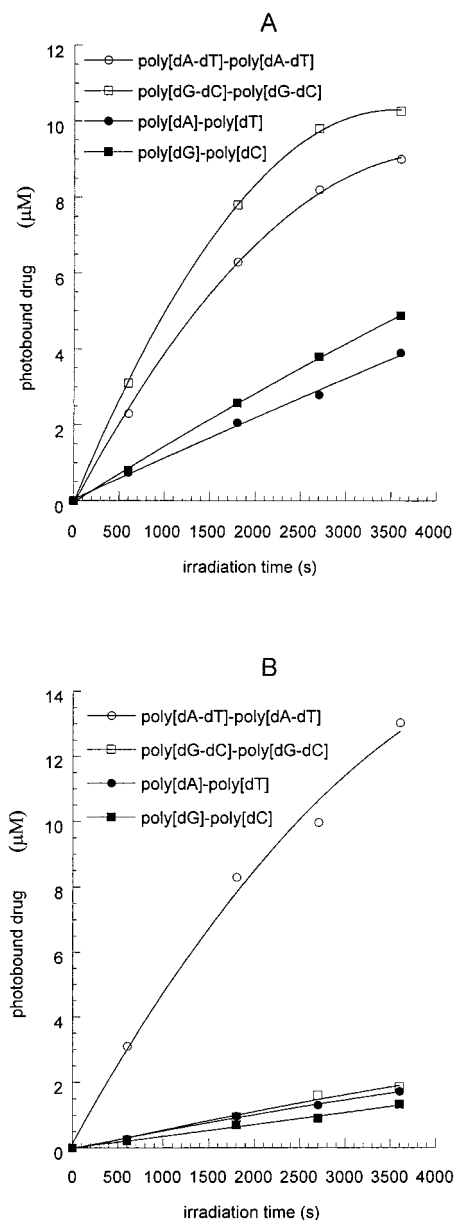 A
12
poly[dA-dT]-poly[dA-dT]
poly[dG-dC]-poly[dG-dC]
10
poly[dA]-poly[dT]
poly[dG]-poly[dC]
8
6
4
2
0
photobound drug (μM)
0 500 1000 1500 2000 2500 3000 3500 4000
irradiation time (s)
B
14
poly[dA-dT]-poly[dA-dT]
poly[dG-dC]-poly[dG-dC]
12
poly[dA]-poly[dT]
poly[dG]-poly[dC]
10
8
6
4
2
0
photobound drug (μM)
0 500 1000 1500 2000 2500 3000 3500 4000
irradiation time (s)